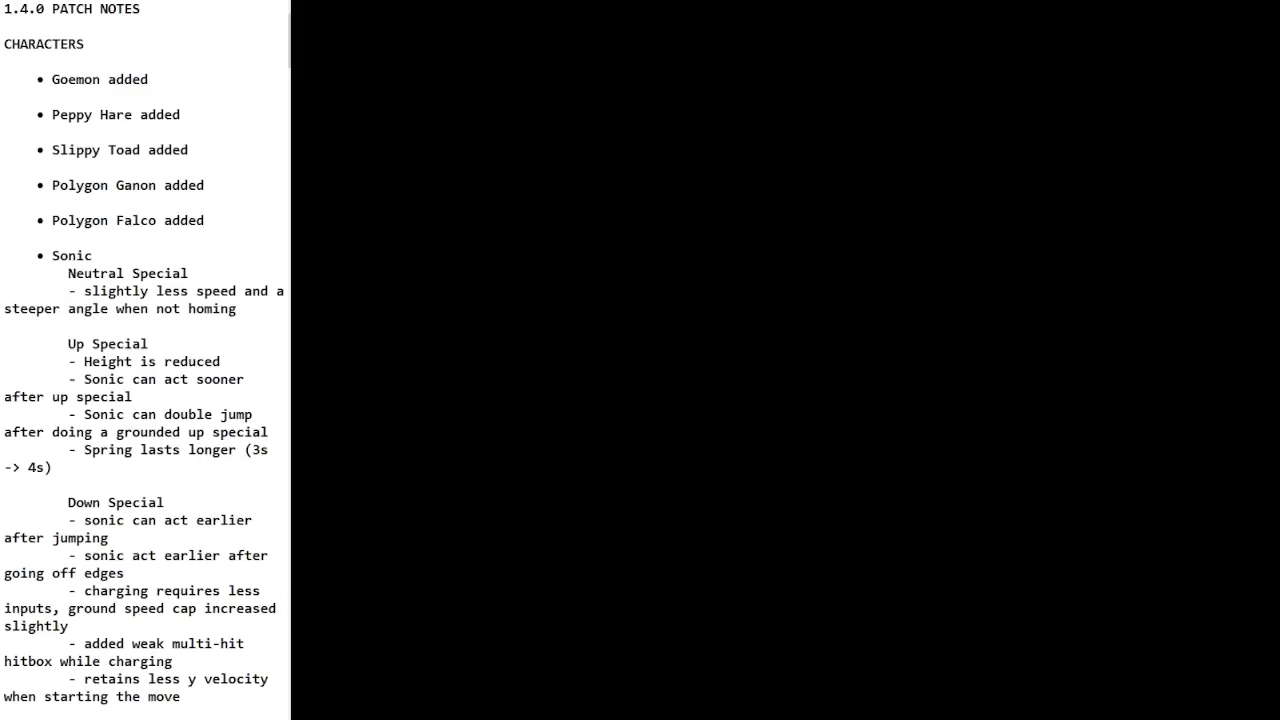 1.4.0 PATCH NOTES
CHARACTERS
• Goemon added
• Peppy Hare added
• Slippy Toad added
• Polygon Ganon added
• Polygon Falco added
• Sonic
Neutral Special
- slightly less speed and a
steeper angle when not homing
Up Special
- Height is reduced
- Sonic can act sooner
after up special
- Sonic can double jump
after doing a grounded up special
- Spring lasts longer (3s
-> 4s)
Down Special
- sonic can act earlier
after jumping
- sonic act earlier after
going off edges
- charging requires less
inputs, ground speed cap increased
slightly
- added weak multi-hit
hitbox while charging
- retains less y velocity
when starting the move